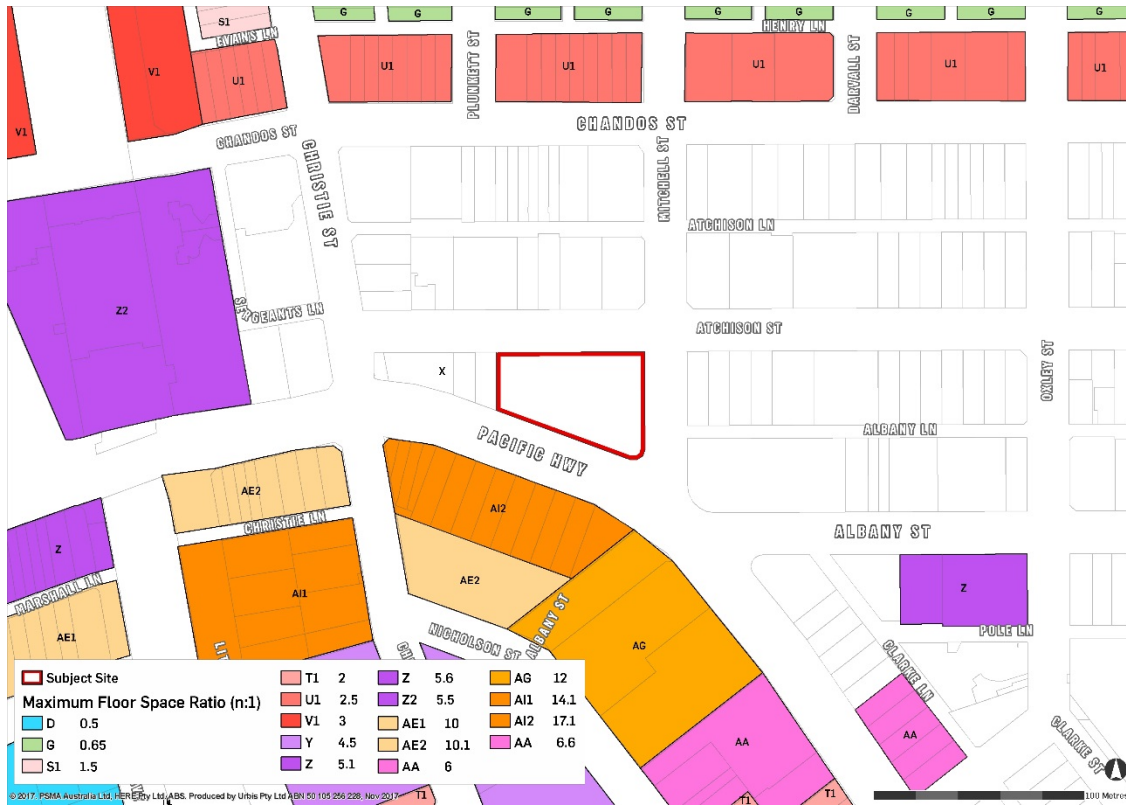 G G G G G G G
S1
EVANS LN
HENRY LN
V1
U1
PLUNKETT ST
U1
U1
DARVALL ST
U1
U1
U1
V1
CHANDOS ST
CHANDOS ST
CHRISTIE ST
MITCHELL ST
ATCHISON LN
Z2
SERGEANTS LN
ATCHISON ST
OXLEY ST
X
ALBANY LN
PACIFIC HWY
AE2
AI2
CHRISTIE LN
ALBANY ST
Z
AE2
Z
MARSHALL LN
AI1
ALBANY ST
POLE LN
AE1
NICHOLSON ST
AG
CLARKE LN
LIT
CH
AA
AA
CLARKE ST
T1
T1
T1
Subject Site
Maximum Floor Space Ratio (n:1)
D 0.5
G 0.65
S1 1.5
T1 2
U1 2.5
V1 3
Y 4.5
Z 5.1
Z 5.6
Z2 5.5
AE1 10
AE2 10.1
AA 6
AG 12
AI1 14.1
AI2 17.1
AA 6.6
© 2017. PSMA Australia Ltd, HERE Pty Ltd, ABS. Produced by Urbis Pty Ltd ABN 50 105 256 228, Nov 2017
100 Metres